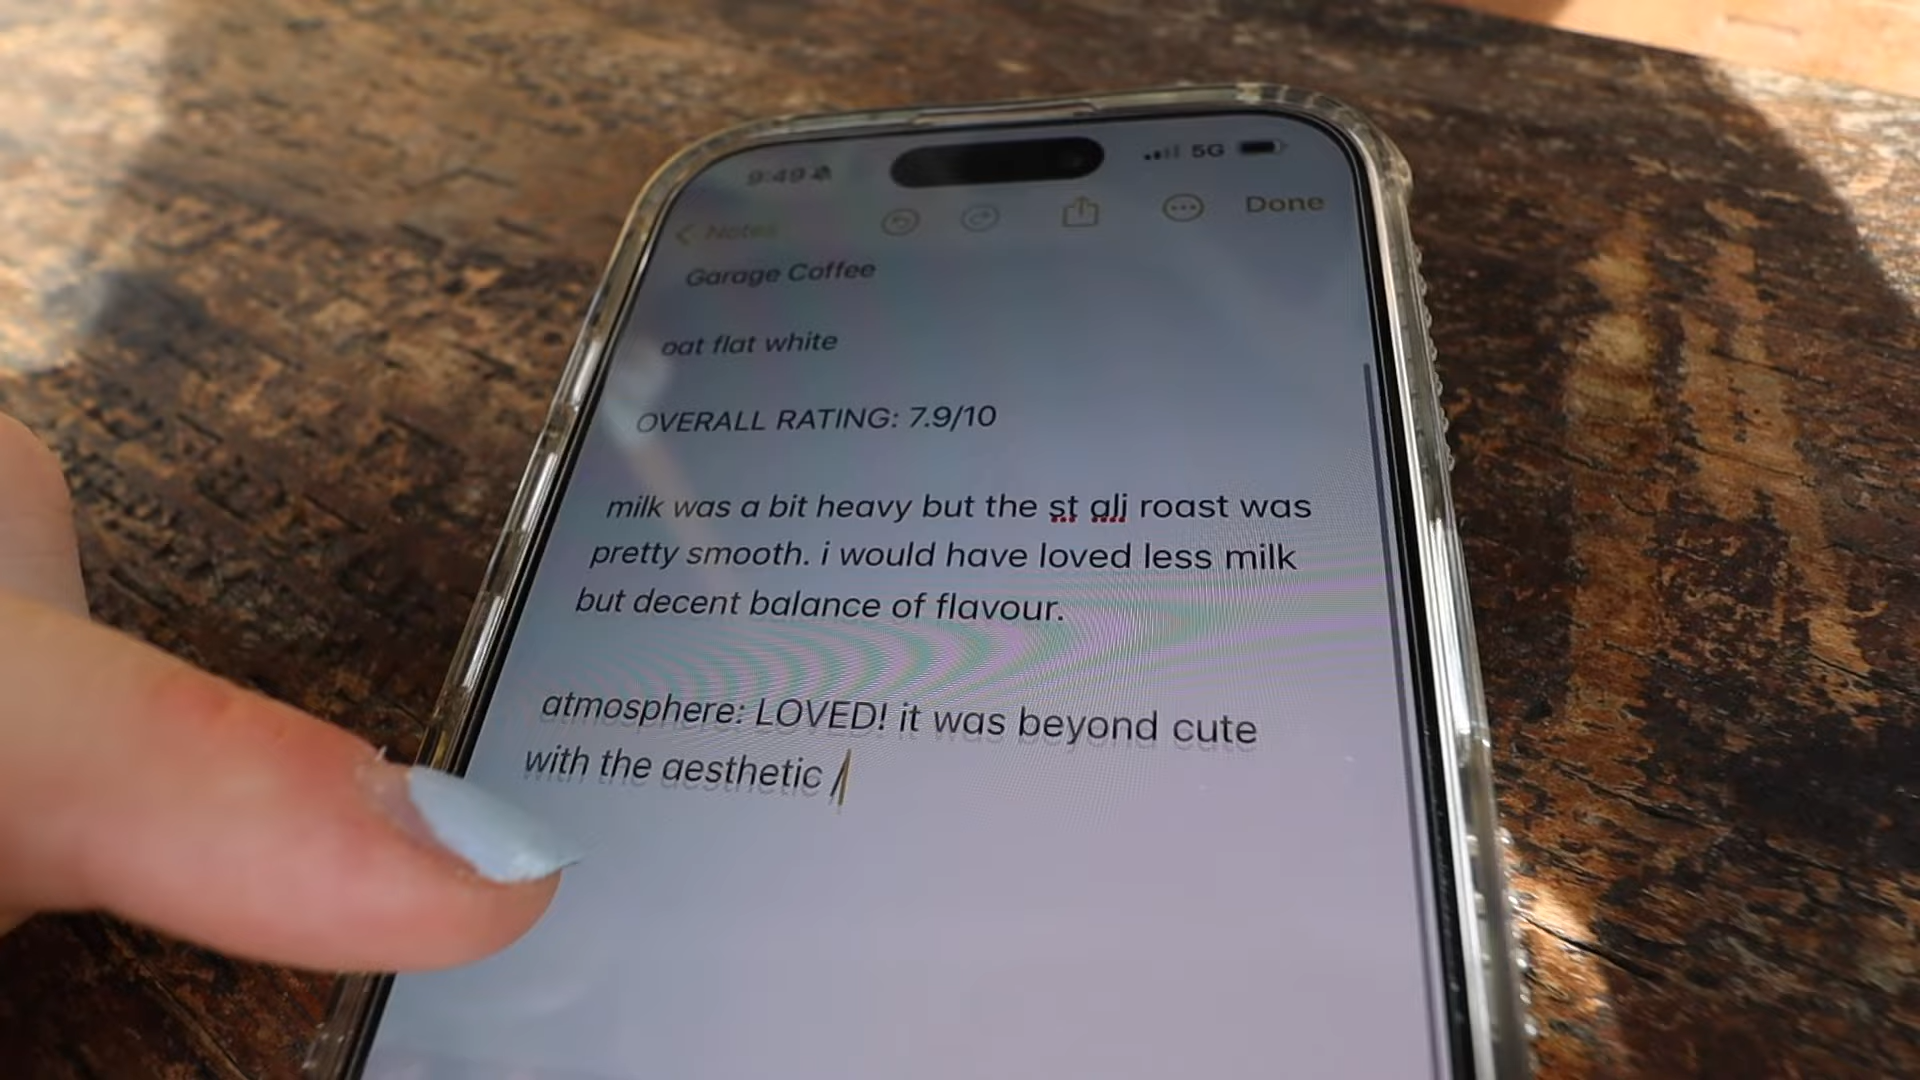 9:49
5G
Notes
Done
Garage Coffee
oat flat white
OVERALL RATING: 7.9/10
milk was a bit heavy but the st ali roast was
pretty smooth. i would have loved less milk
but decent balance of flavour.
atmosphere: LOVED! it was beyond cute
with the aesthetic /